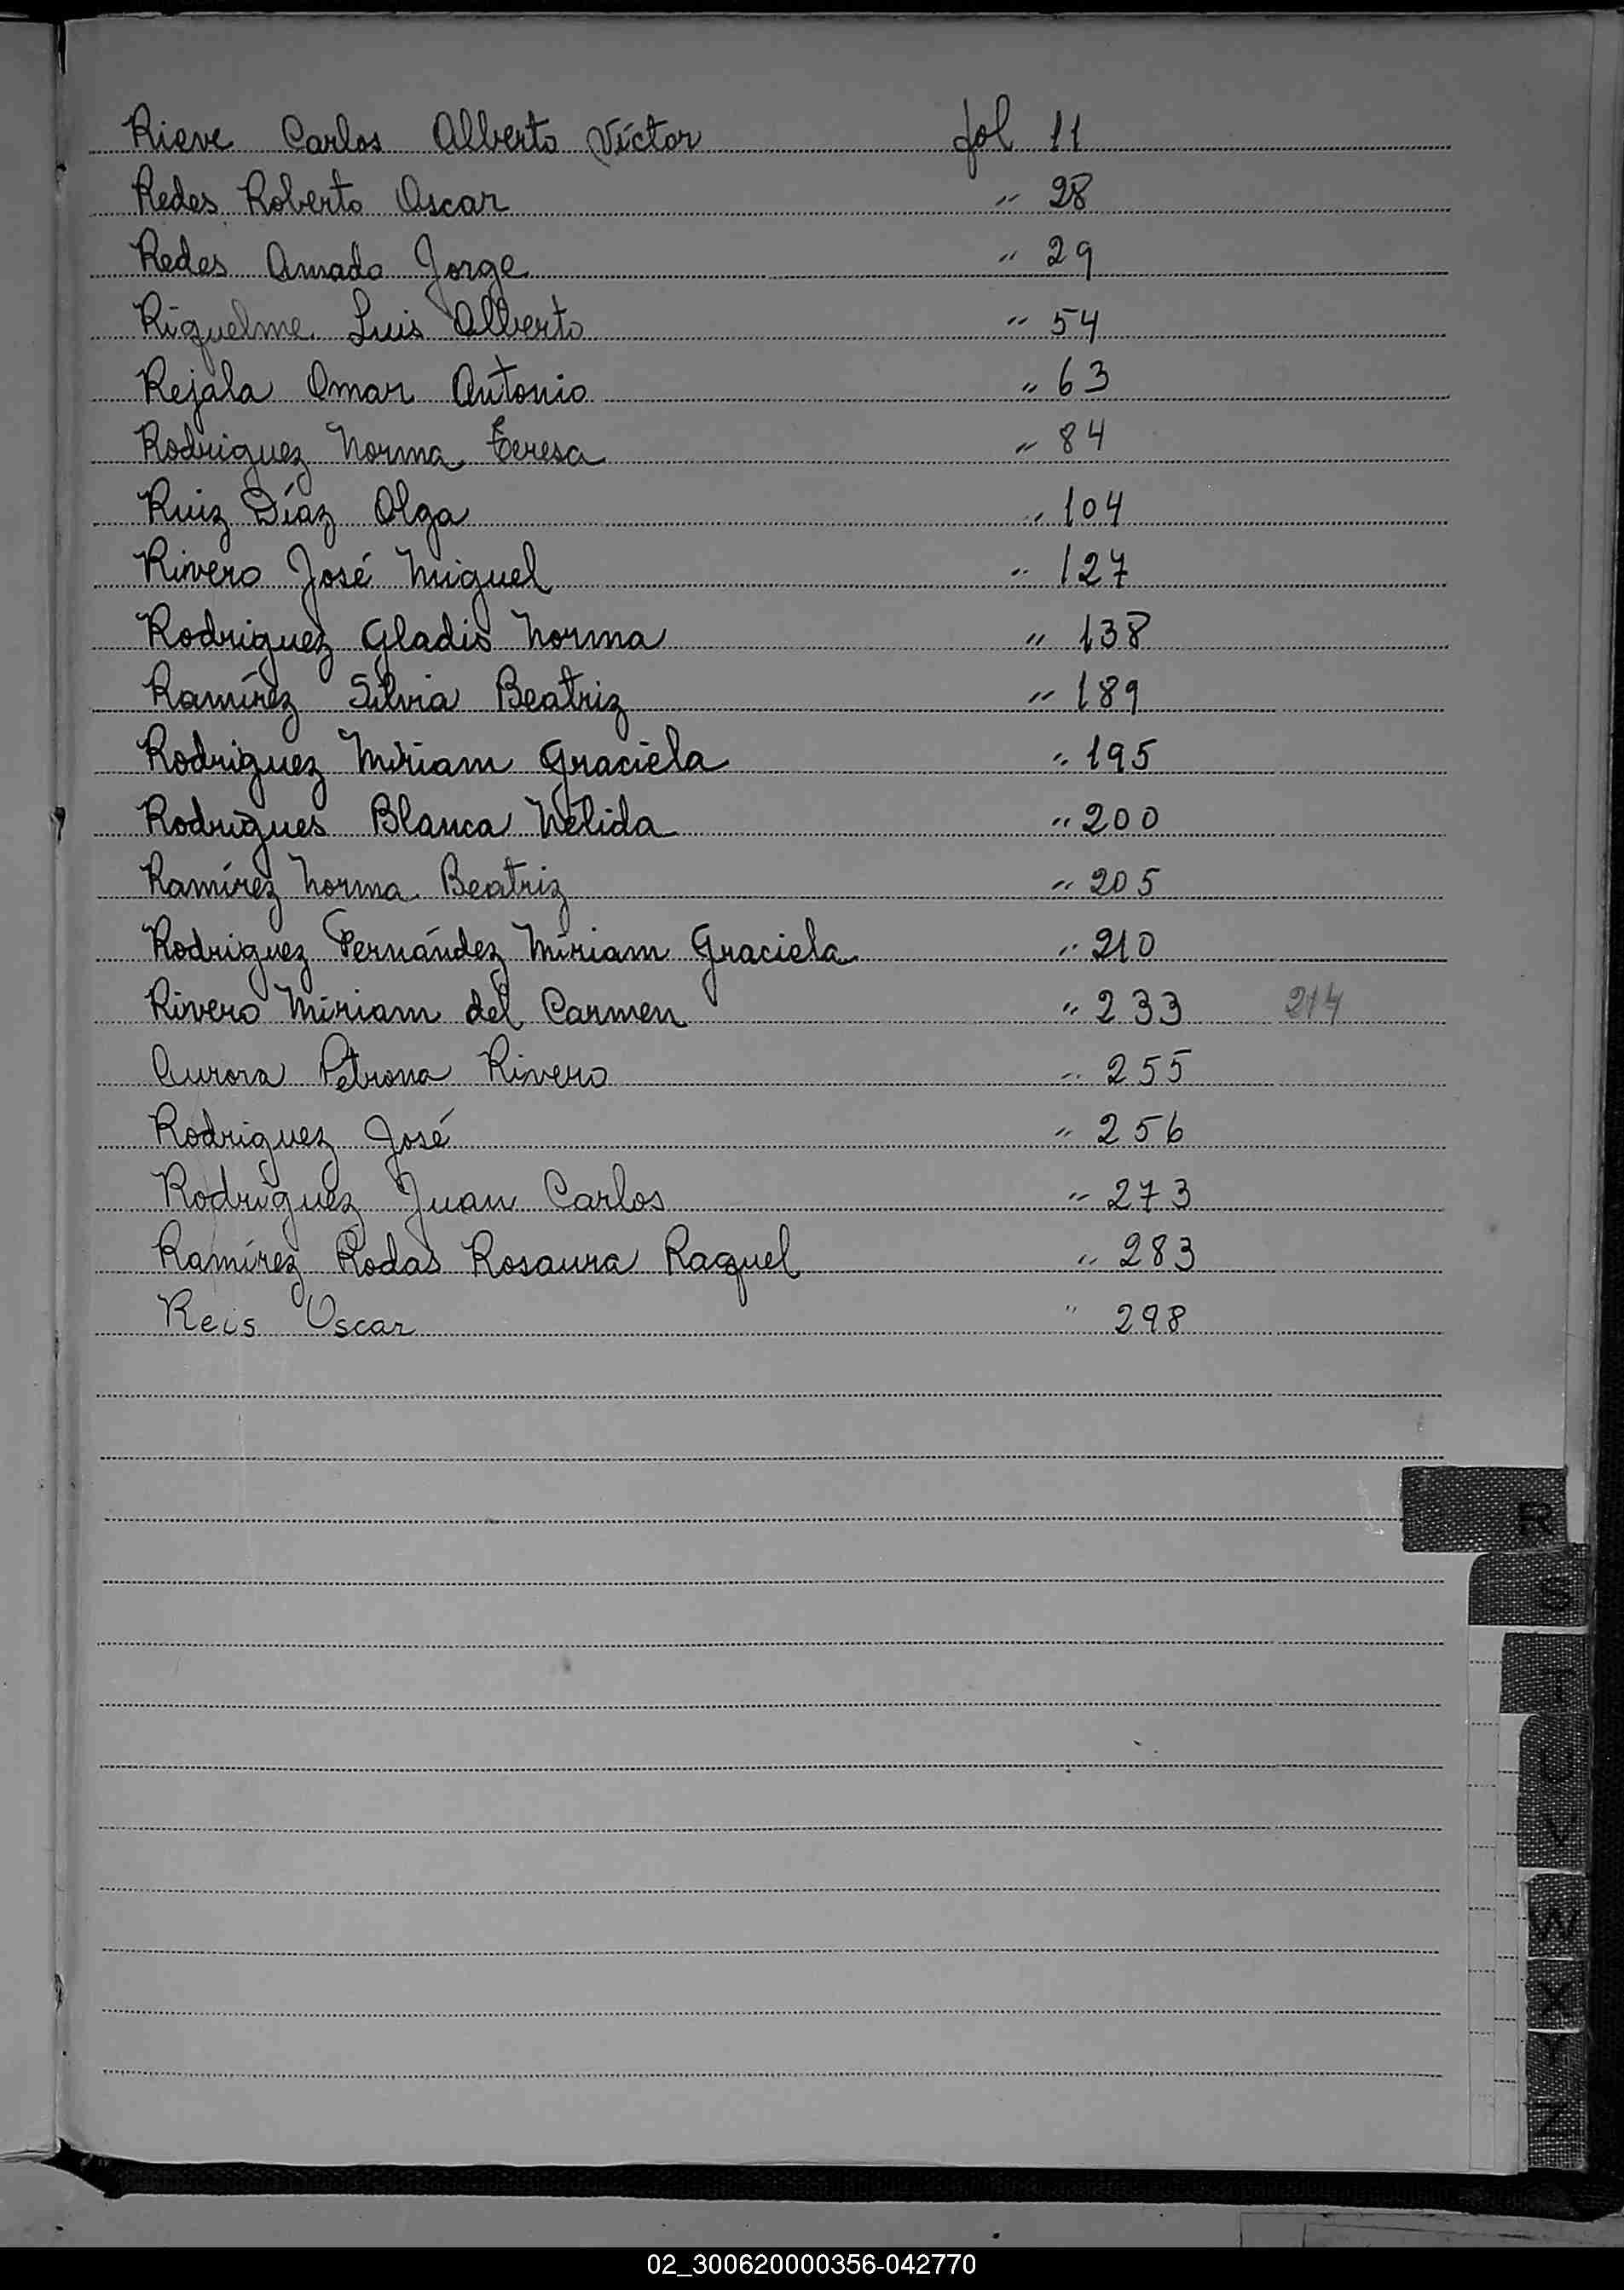 Rieve Carlos Alberto Víctor fol 11
Redes Roberto Oscar " 28
Redes Amado Jorge " 29
Riquelme Luis Alberto " 54
Rejala Omar Antonio " 63
Rodriguez Norma Teresa " 84
Ruiz Díaz Olga " 104
Rivero José Miguel " 127
Rodriguez Gladis Norma " 138
Ramírez Silvia Beatriz " 189
Rodriguez Miriam Graciela " 195
Rodrigues Blanca Nélida " 200
Ramírez Norma Beatriz " 205
Rodriguez Fernández Miriam Graciela " 210
Rivero Miriam del Carmen " 233 214
Aurora Petrona Rivero " 255
Rodriguez José " 256
Rodriguez Juan Carlos " 273
Ramírez Rodas Rosaura Raquel " 283
Reis Oscar " 298
R
S
T
U
V
W
X
Y
Z
02_300620000356-042770